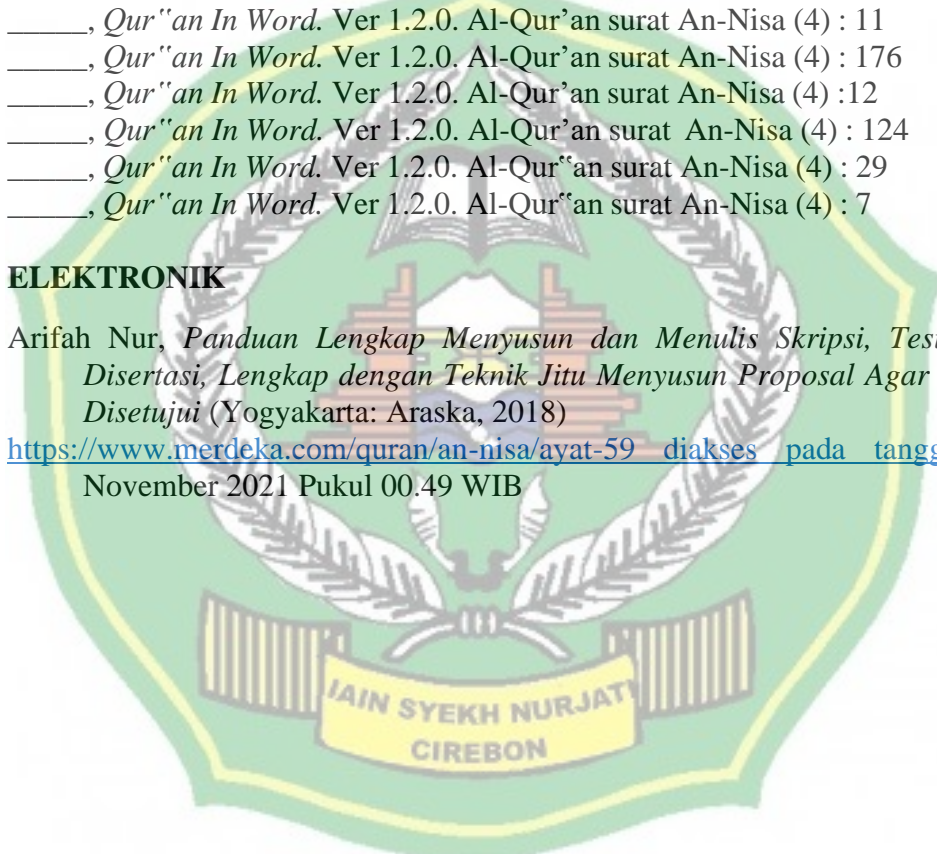 _____, Qur‟an In Word. Ver 1.2.0. Al-Qur’an surat An-Nisa (4) : 11
_____, Qur‟an In Word. Ver 1.2.0. Al-Qur’an surat An-Nisa (4) : 176
_____, Qur‟an In Word. Ver 1.2.0. Al-Qur’an surat An-Nisa (4) :12
_____, Qur‟an In Word. Ver 1.2.0. Al-Qur’an surat An-Nisa (4) : 124
_____, Qur‟an In Word. Ver 1.2.0. Al-Qur‟an surat An-Nisa (4) : 29
_____, Qur‟an In Word. Ver 1.2.0. Al-Qur‟an surat An-Nisa (4) : 7
ELEKTRONIK
Arifah Nur, Panduan Lengkap Menyusun dan Menulis Skripsi,
Disertasi, Lengkap dengan Teknik Jitu Menyusun Proposal Agar
Disetujui (Yogyakarta: Araska, 2018)
https://www.merdeka.com/quran/an-nisa/ayat-59 diakses pada
November 2021 Pukul 00.49 WIB
IAIN SYEKH NURJATI
CIREBON